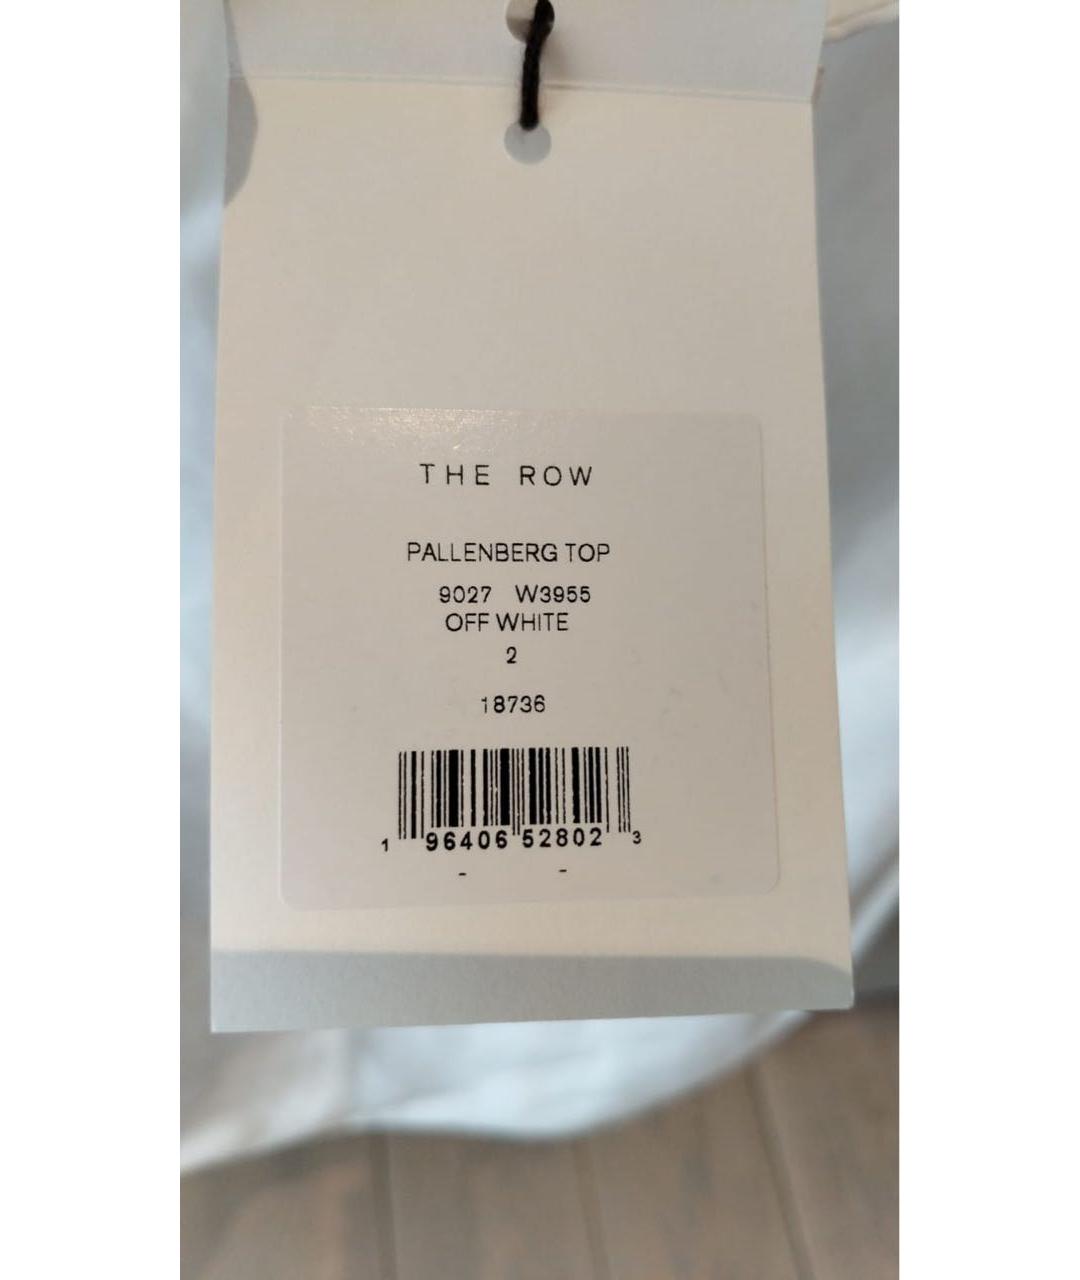 THE ROW
PALLENBERG TOP
9027 W3955
OFF WHITE
2
18736
1 96406 52802 3
- -